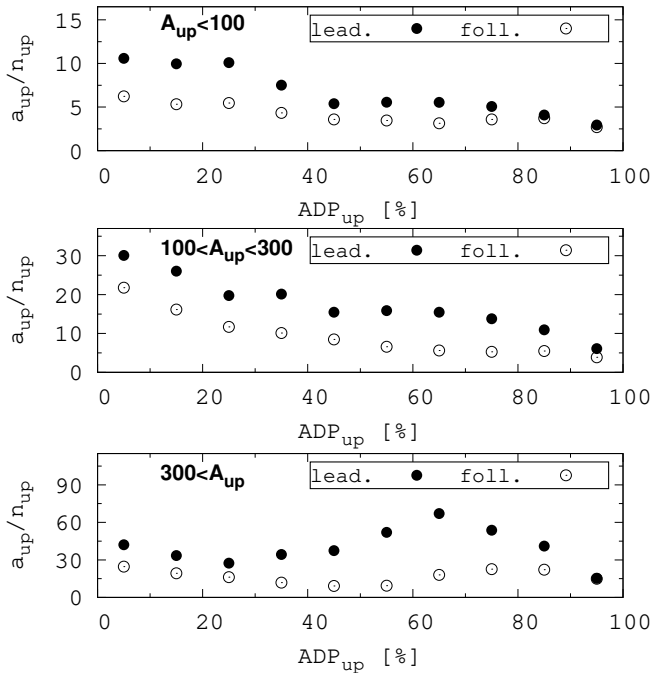 A_up<100
lead. foll.
15
10
5
0
a_up/n_up
0 20 40 60 80 100
ADP_up [%]
100<A_up<300
lead. foll.
30
20
10
0
a_up/n_up
0 20 40 60 80 100
ADP_up [%]
300<A_up
lead. foll.
90
60
30
0
a_up/n_up
0 20 40 60 80 100
ADP_up [%]